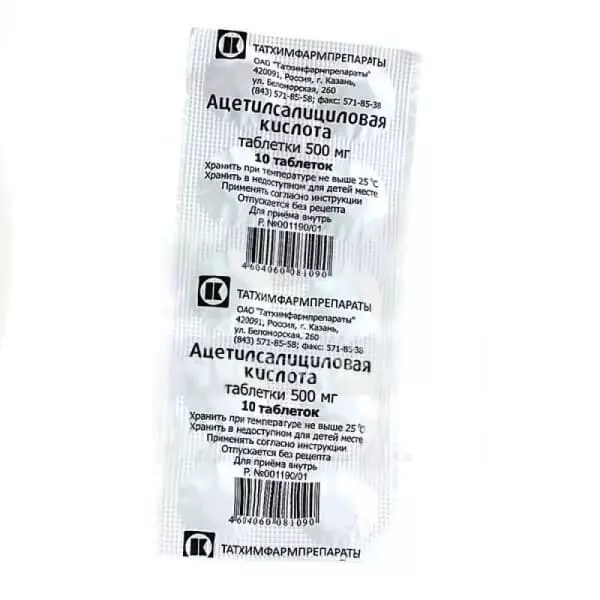 ТАТХИМФАРМПРЕПАРАТЫ
ОАО "Татхимфармпрепараты"
420091, Россия, г. Казань,
ул. Беломорская, 260
(843) 571-85-58; факс: 571-85-38
Ацетилсалициловая
кислота
таблетки 500 мг
10 таблеток
Хранить при температуре не выше 25 °С
Хранить в недоступном для детей месте
Применять согласно инструкции
Отпускается без рецепта
Для приёма внутрь
Р. №001190/01
4604060081090
ТАТХИМФАРМПРЕПАРАТЫ
ОАО "Татхимфармпрепараты"
420091, Россия, г. Казань,
ул. Беломорская, 260
(843) 571-85-58; факс: 571-85-38
Ацетилсалициловая
кислота
таблетки 500 мг
10 таблеток
Хранить при температуре не выше 25 °С
Хранить в недоступном для детей месте
Применять согласно инструкции
Отпускается без рецепта
Для приёма внутрь
Р. №001190/01
4604060081090
ТАТХИМФАРМПРЕПАРАТЫ